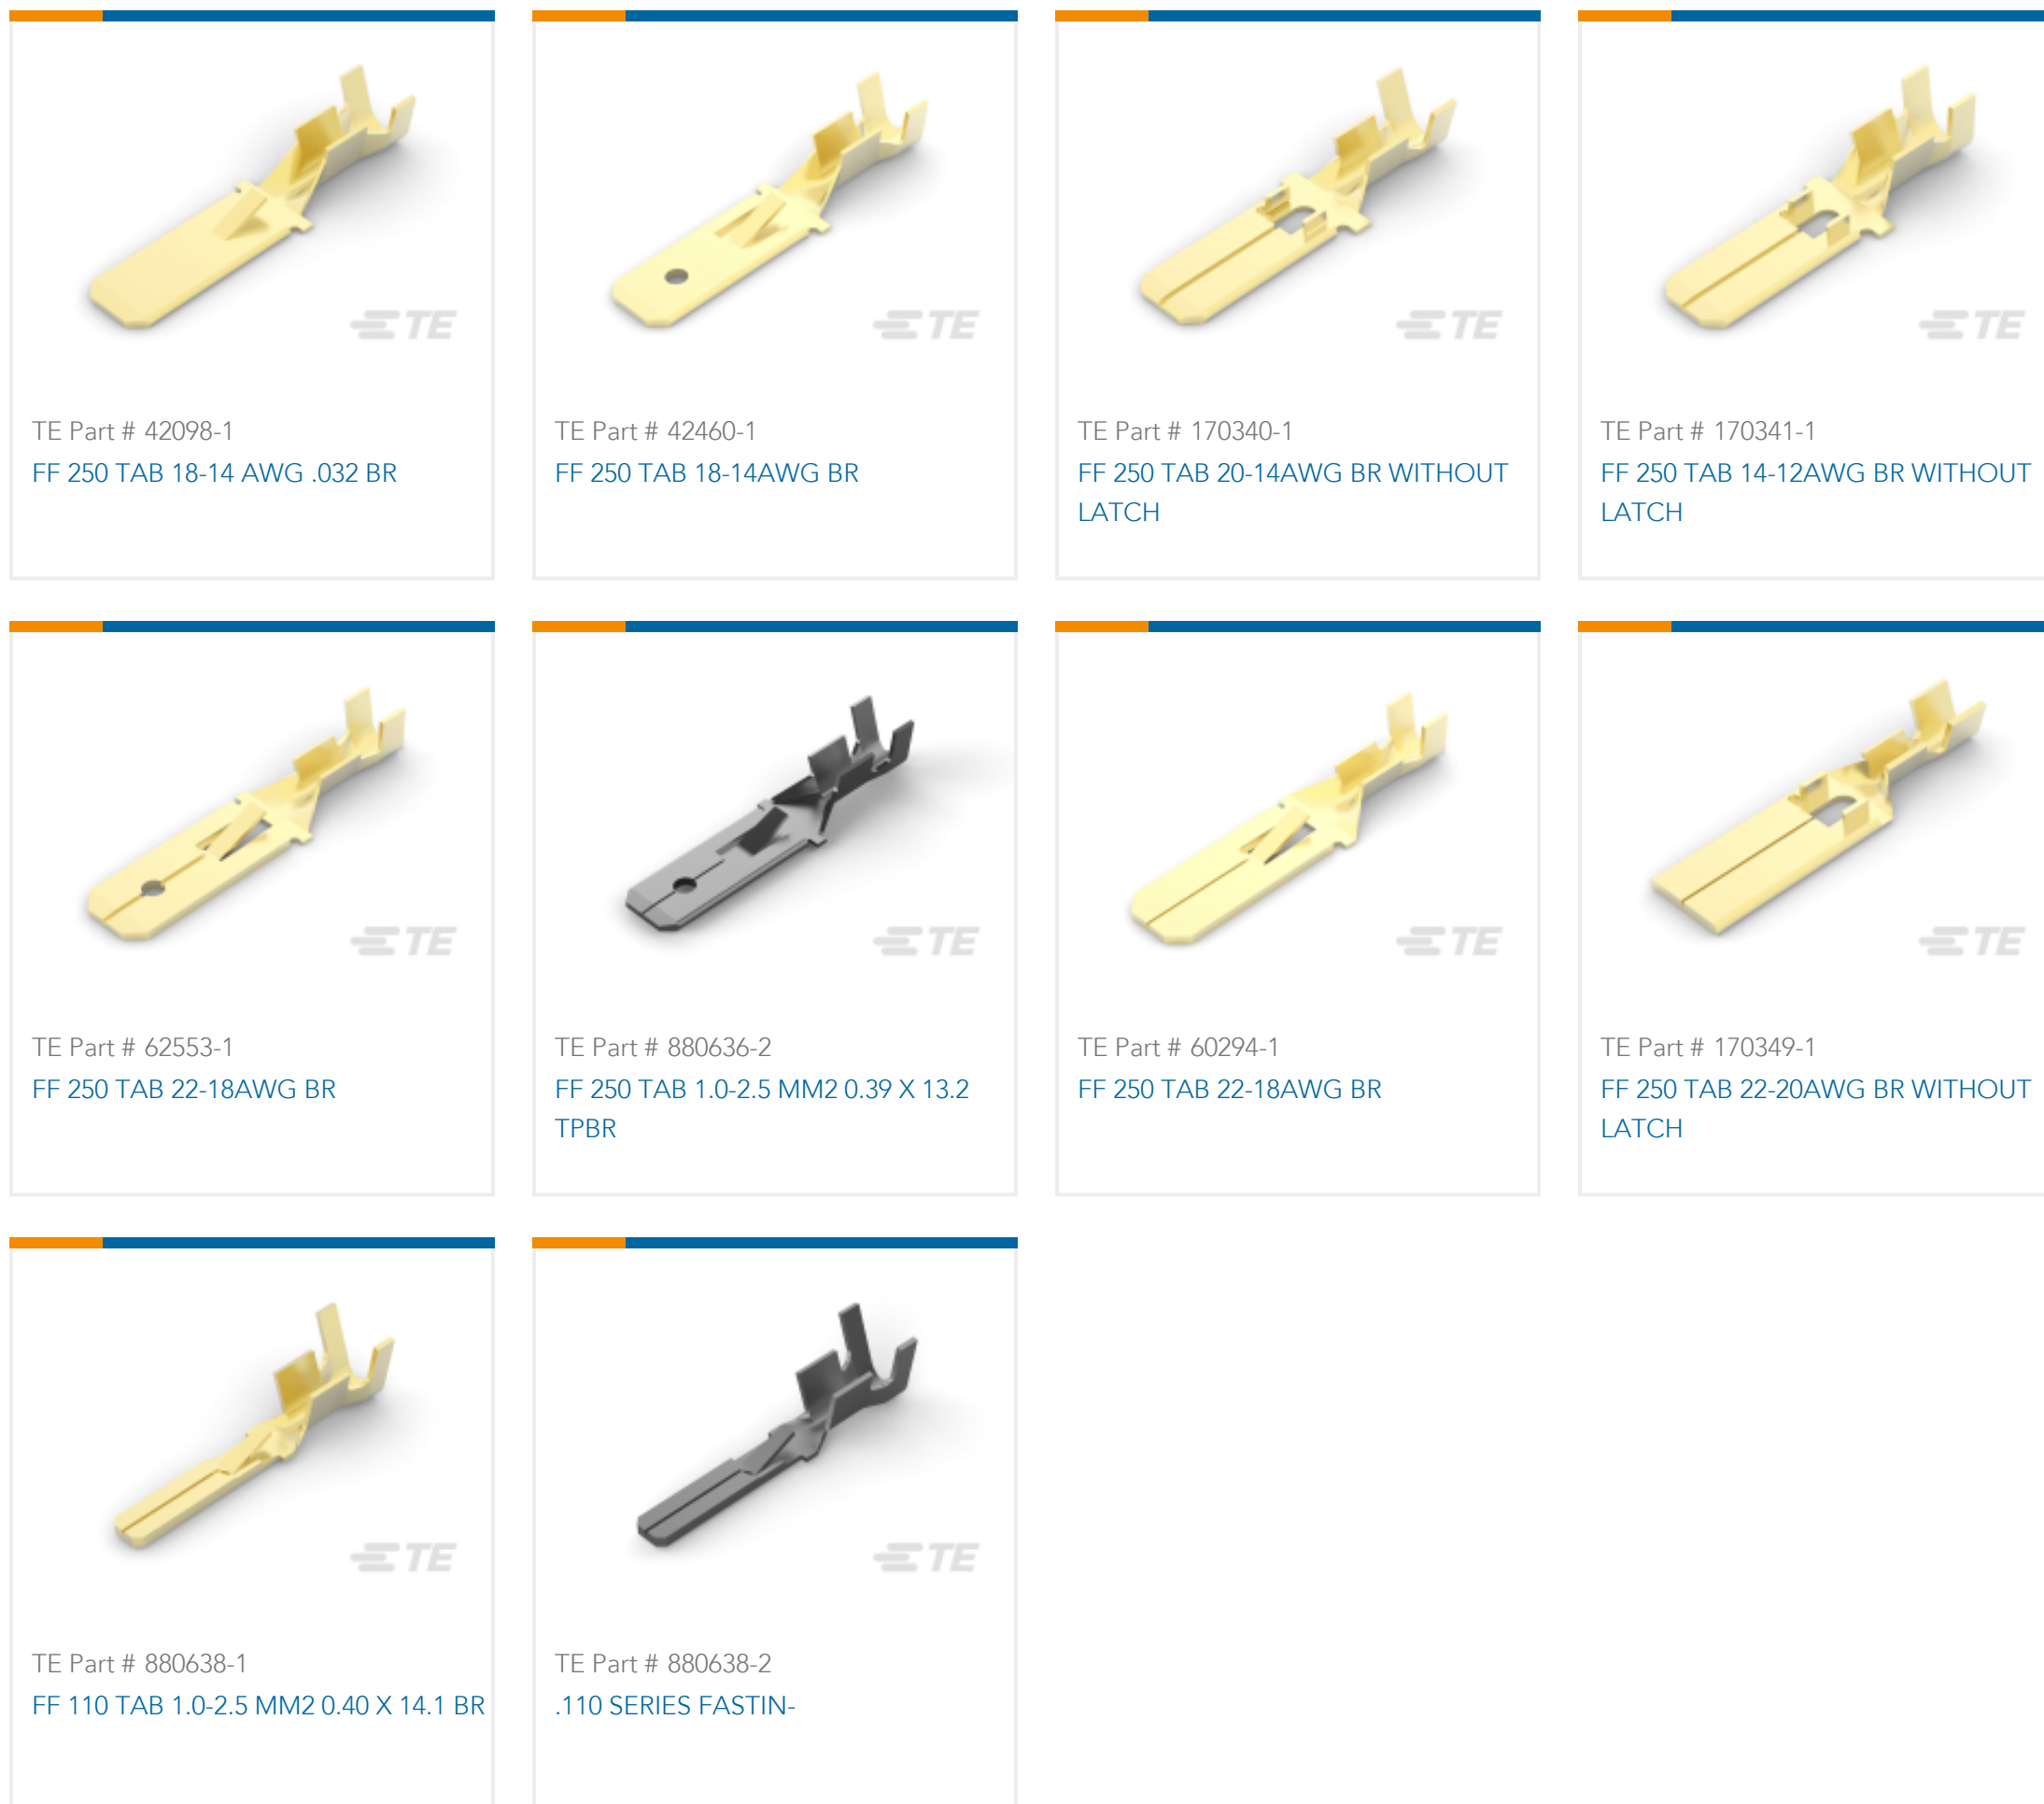 TE
TE Part # 42098-1
FF 250 TAB 18-14 AWG .032 BR
TE
TE Part # 42460-1
FF 250 TAB 18-14AWG BR
TE
TE Part # 170340-1
FF 250 TAB 20-14AWG BR WITHOUT
LATCH
TE
TE Part # 170341-1
FF 250 TAB 14-12AWG BR WITHOUT
LATCH
TE
TE Part # 62553-1
FF 250 TAB 22-18AWG BR
TE
TE Part # 880636-2
FF 250 TAB 1.0-2.5 MM2 0.39 X 13.2
TPBR
TE
TE Part # 60294-1
FF 250 TAB 22-18AWG BR
TE
TE Part # 170349-1
FF 250 TAB 22-20AWG BR WITHOUT
LATCH
TE
TE Part # 880638-1
FF 110 TAB 1.0-2.5 MM2 0.40 X 14.1 BR
TE
TE Part # 880638-2
.110 SERIES FASTIN-